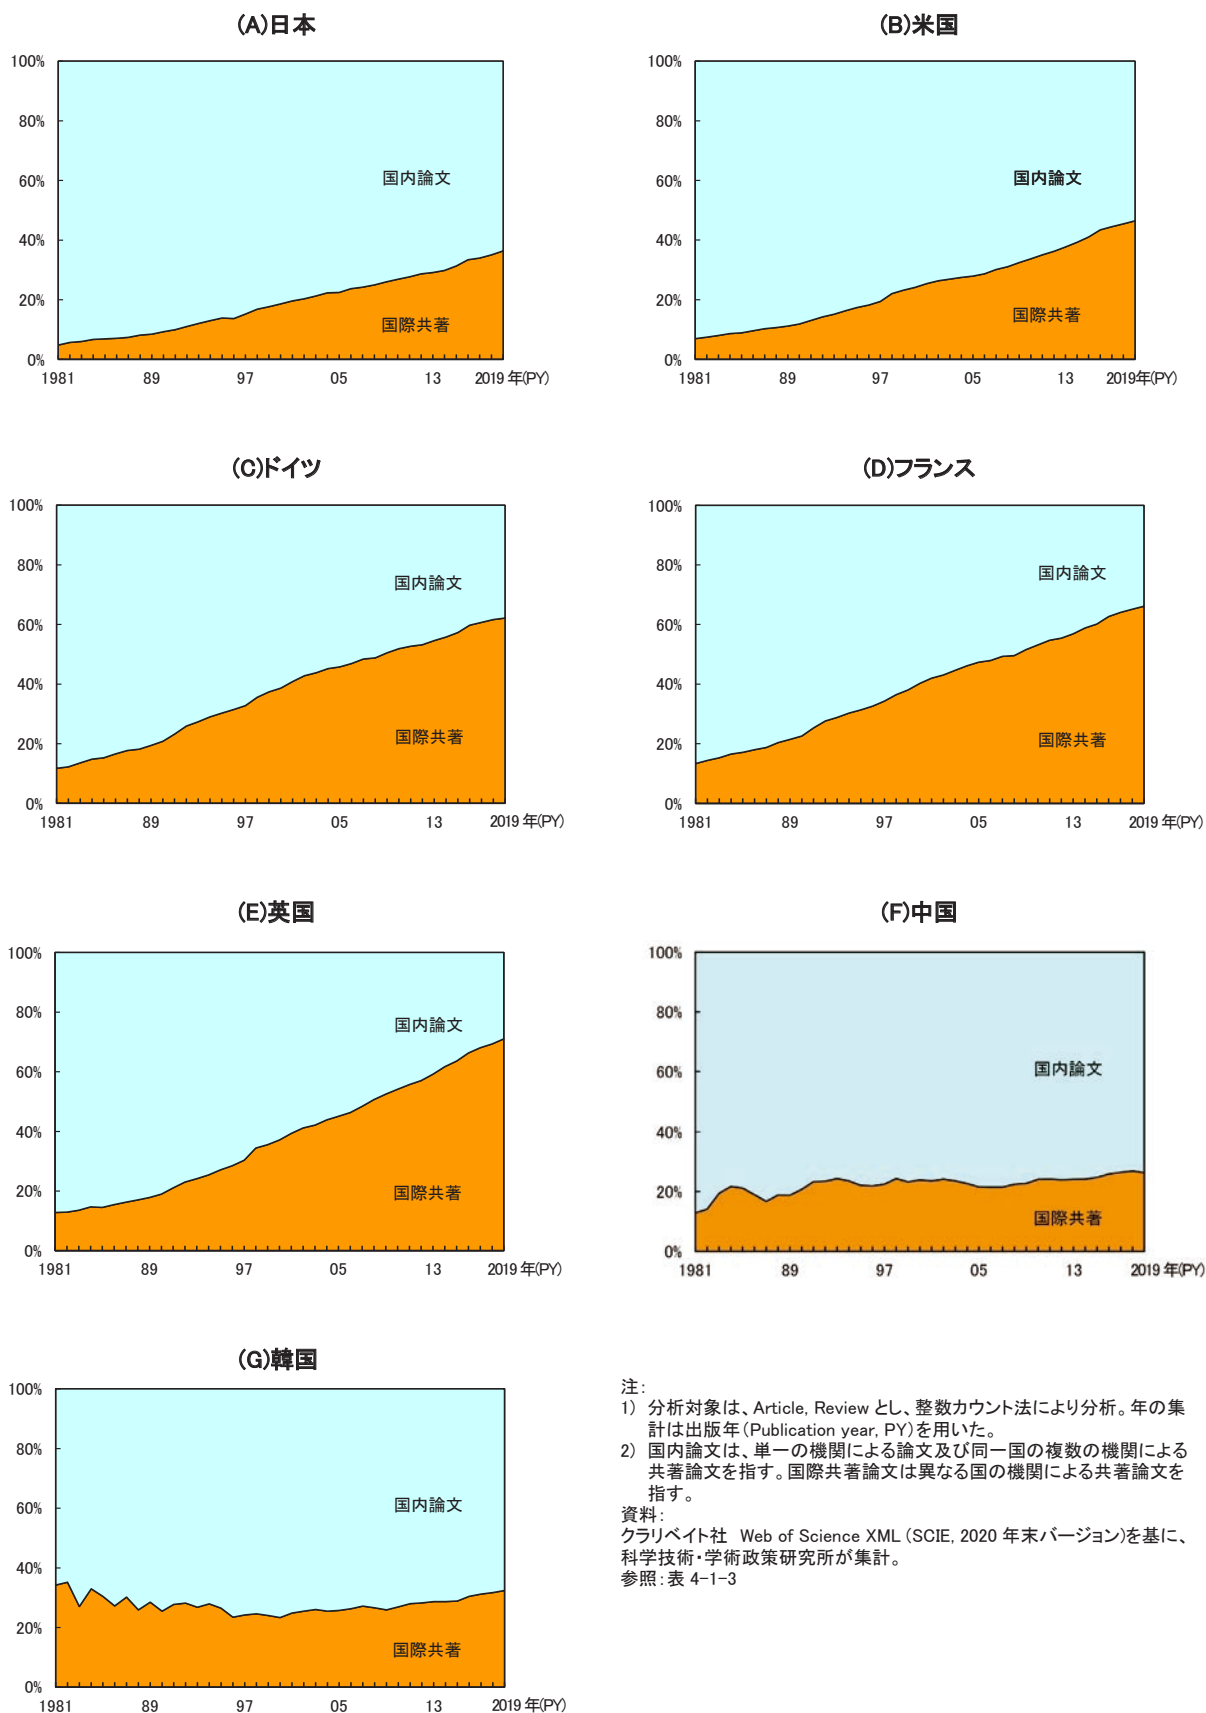 (A)日本
100%
80%
60%
40%
20%
0%
国内論文
国際共著
1981 89 97 05 13 2019 年(PY)
(B)米国
100%
80%
60%
40%
20%
0%
国内論文
国際共著
1981 89 97 05 13 2019年(PY)
(C)ドイツ
100%
80%
60%
40%
20%
0%
国内論文
国際共著
1981 89 97 05 13 2019 年(PY)
(D)フランス
100%
80%
60%
40%
20%
0%
国内論文
国際共著
1981 89 97 05 13 2019 年(PY)
(E)英国
100%
80%
60%
40%
20%
0%
国内論文
国際共著
1981 89 97 05 13 2019 年(PY)
(F)中国
100%
80%
60%
40%
20%
0%
国内論文
国際共著
1981 89 97 05 13 2019 年(PY)
(G)韓国
100%
80%
60%
40%
20%
0%
国内論文
国際共著
1981 89 97 05 13 2019 年(PY)
注:
1) 分析対象は、Article, Review とし、整数カウント法により分析。年の集
計は出版年(Publication year, PY)を用いた。
2) 国内論文は、単一の機関による論文及び同一国の複数の機関による
共著論文を指す。国際共著論文は異なる国の機関による共著論文を
指す。
資料:
クラリベイト社 Web of Science XML (SCIE, 2020 年末バージョン)を基に、
科学技術・学術政策研究所が集計。
参照:表 4-1-3